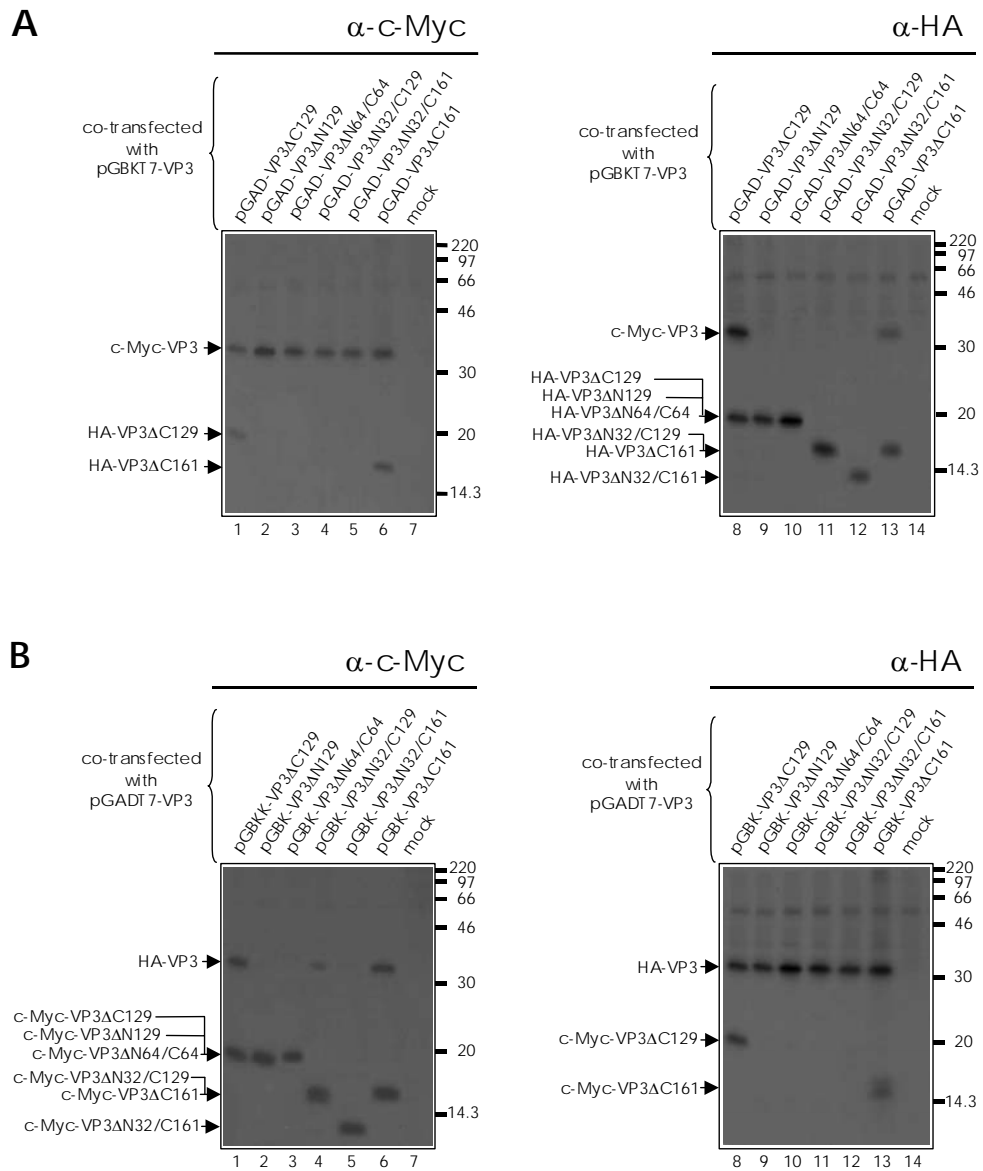 A
α-c-Myc
co-transfected
with
pGBKT7-VP3
pGAD-VP3ΔC129
pGAD-VP3ΔN129
pGAD-VP3ΔN64/C64
pGAD-VP3ΔN32/C129
pGAD-VP3ΔN32/C161
pGAD-VP3ΔC161
mock
220
97
66
46
30
20
14.3
c-Myc-VP3
HA-VP3ΔC129
HA-VP3ΔC161
1 2 3 4 5 6 7
α-HA
co-transfected
with
pGBKT7-VP3
pGAD-VP3ΔC129
pGAD-VP3ΔN129
pGAD-VP3ΔN64/C64
pGAD-VP3ΔN32/C129
pGAD-VP3ΔN32/C161
pGAD-VP3ΔC161
mock
220
97
66
46
30
20
14.3
c-Myc-VP3
HA-VP3ΔC129
HA-VP3ΔN129
HA-VP3ΔN64/C64
HA-VP3ΔN32/C129
HA-VP3ΔC161
HA-VP3ΔN32/C161
8 9 10 11 12 13 14
B
α-c-Myc
co-transfected
with
pGADT7-VP3
pGBKK-VP3ΔC129
pGBK-VP3ΔN129
pGBK-VP3ΔN64/C64
pGBK-VP3ΔN32/C129
pGBK-VP3ΔN32/C161
pGBK-VP3ΔC161
mock
220
97
66
46
30
20
14.3
HA-VP3
c-Myc-VP3ΔC129
c-Myc-VP3ΔN129
c-Myc-VP3ΔN64/C64
c-Myc-VP3ΔN32/C129
c-Myc-VP3ΔC161
c-Myc-VP3ΔN32/C161
1 2 3 4 5 6 7
α-HA
co-transfected
with
pGADT7-VP3
pGBK-VP3ΔC129
pGBK-VP3ΔN129
pGBK-VP3ΔN64/C64
pGBK-VP3ΔN32/C129
pGBK-VP3ΔN32/C161
pGBK-VP3ΔC161
mock
220
97
66
46
30
20
14.3
HA-VP3
c-Myc-VP3ΔC129
c-Myc-VP3ΔC161
8 9 10 11 12 13 14